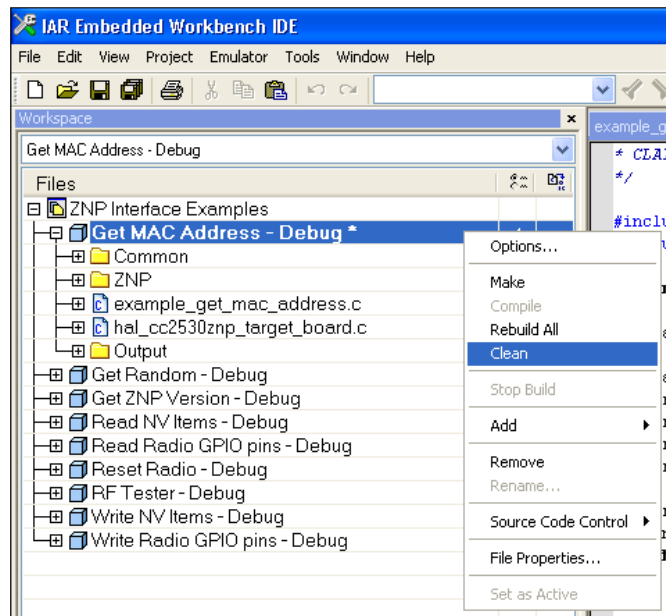 IAR Embedded Workbench IDE
File Edit View Project Emulator Tools Window Help
Workspace
Get MAC Address - Debug
Files
ZNP Interface Examples
Get MAC Address - Debug *
Common
ZNP
example_get_mac_address.c
hal_cc2530znp_target_board.c
Output
Get Random - Debug
Get ZNP Version - Debug
Read NV Items - Debug
Read Radio GPIO pins - Debug
Reset Radio - Debug
RF Tester - Debug
Write NV Items - Debug
Write Radio GPIO pins - Debug
Options...
Make
Compile
Rebuild All
Clean
Stop Build
Add
Remove
Rename...
Source Code Control
File Properties...
Set as Active
example_g
* CLAI
*/
#inclu